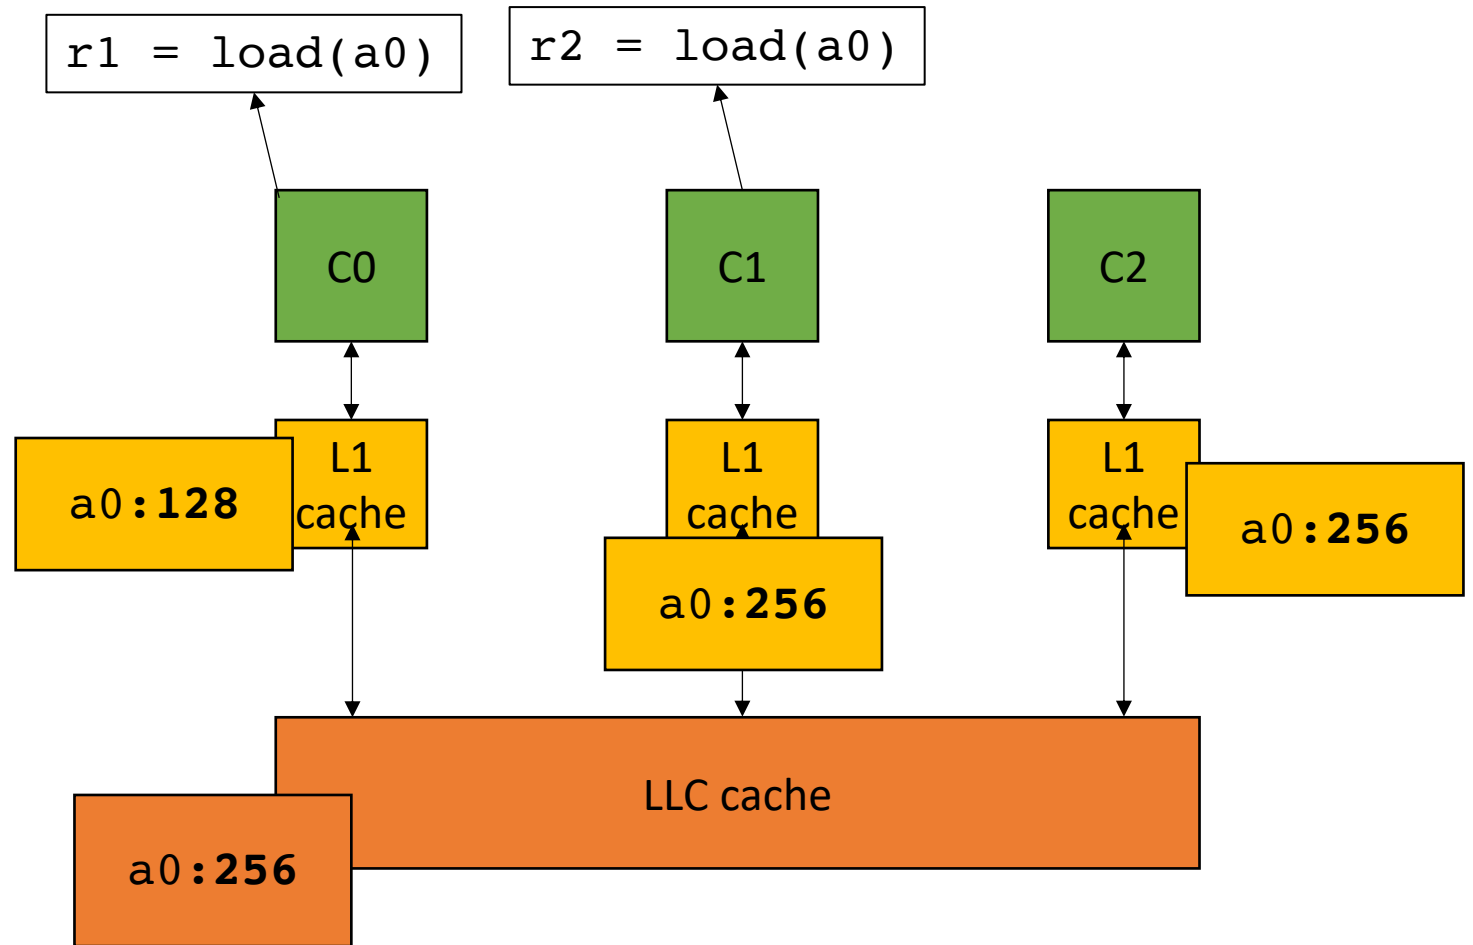 r1 = load(a0)
r2 = load(a0)
C0
C1
C2
L1
cache
L1
cache
L1
cache
a0:128
a0:256
a0:256
LLC cache
a0:256